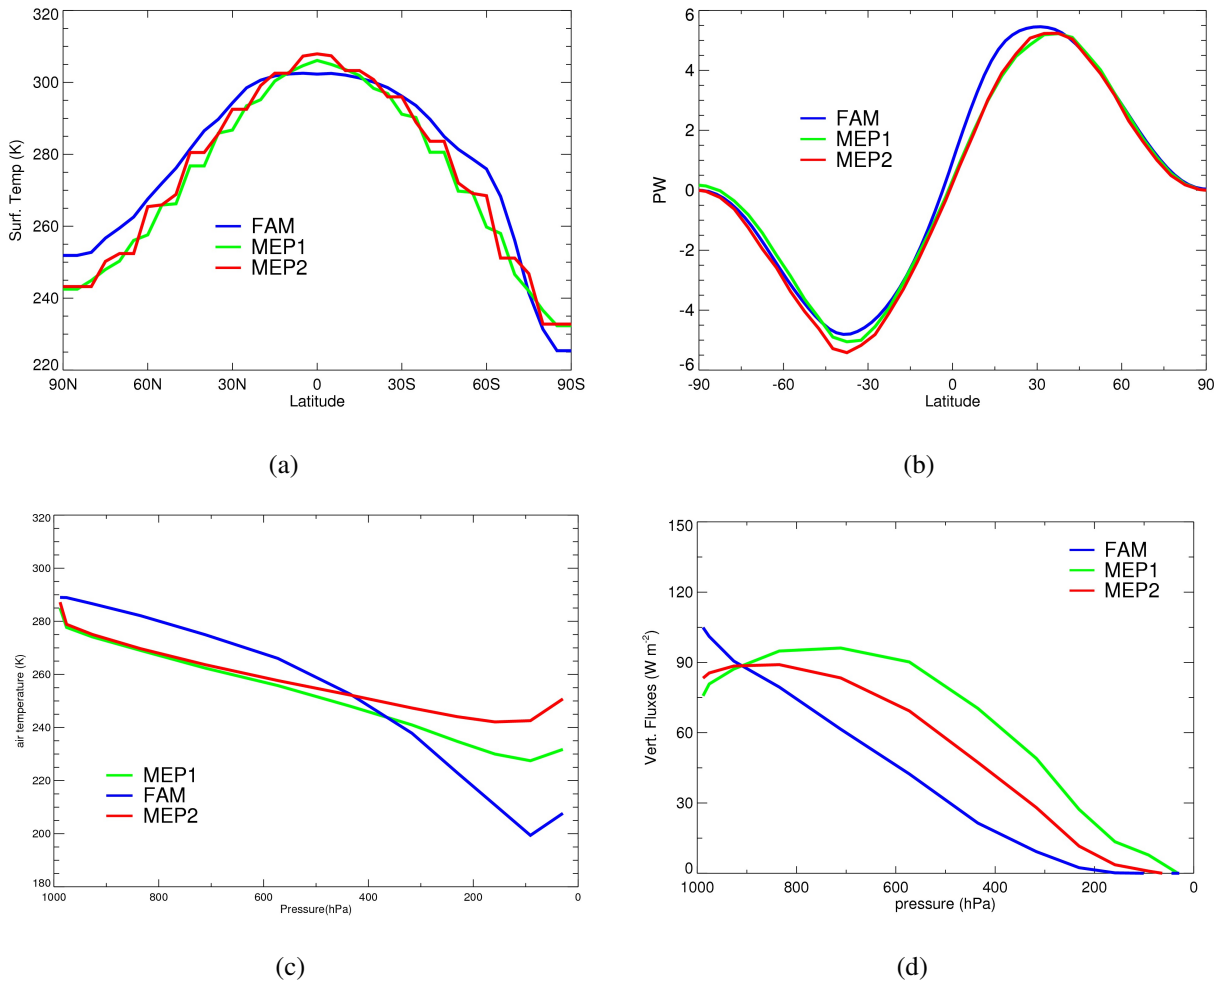 320
300
280
260
240
220
Surf. Temp (K)
FAM
MEP1
MEP2
90N 60N 30N 0 30S 60S 90S
Latitude
(a)
6
4
2
0
-2
-4
-6
PW
FAM
MEP1
MEP2
-90 -60 -30 0 30 60 90
Latitude
(b)
320
300
280
260
240
220
200
180
air temperature (K)
MEP1
FAM
MEP2
1000 800 600 400 200 0
Pressure(hPa)
(c)
150
120
90
60
30
0
Vert. Fluxes (W m-2)
FAM
MEP1
MEP2
1000 800 600 400 200 0
pressure (hPa)
(d)